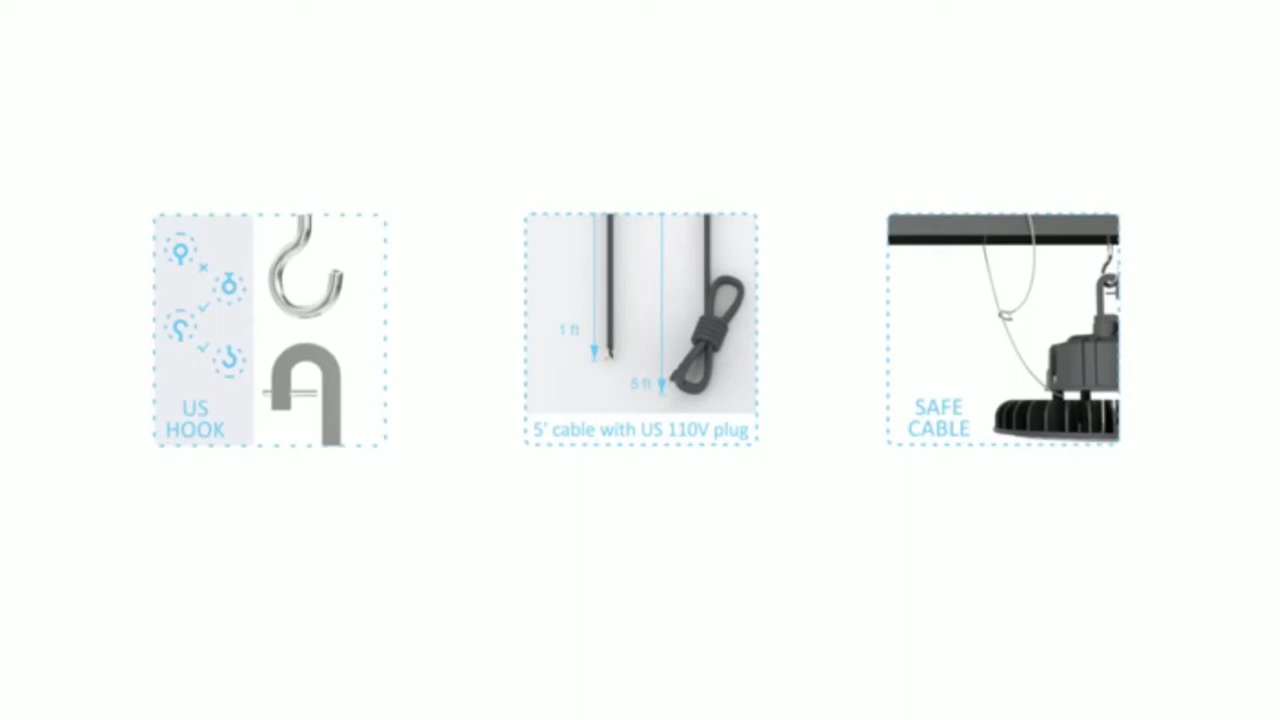 US
HOOK
1 ft
5 ft
5' cable with US 110V plug
SAFE
CABLE